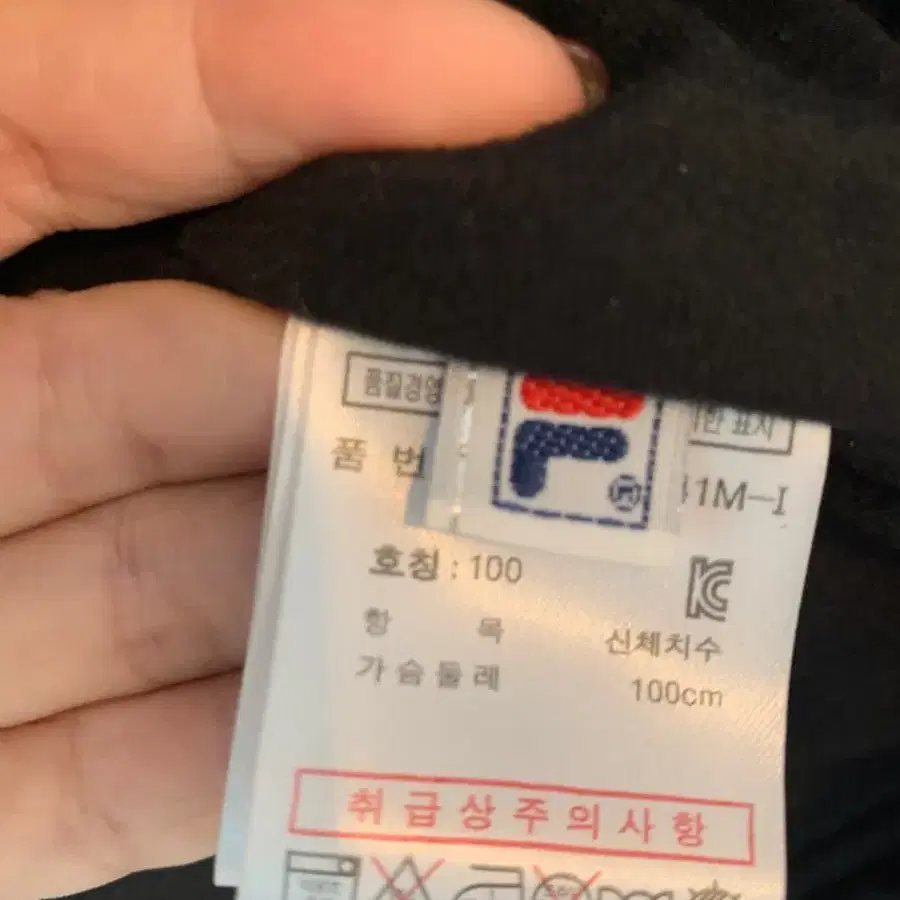 품질경영
반 표시
품 번
1M-I
호칭 : 100
항 목 신체치수
가슴둘레 100cm
취급상주의사항